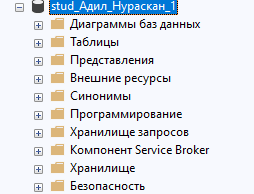 stud_Адил_Нураскан_1
Диаграммы баз данных
Таблицы
Представления
Внешние ресурсы
Синонимы
Программирование
Хранилище запросов
Компонент Service Broker
Хранилище
Безопасность